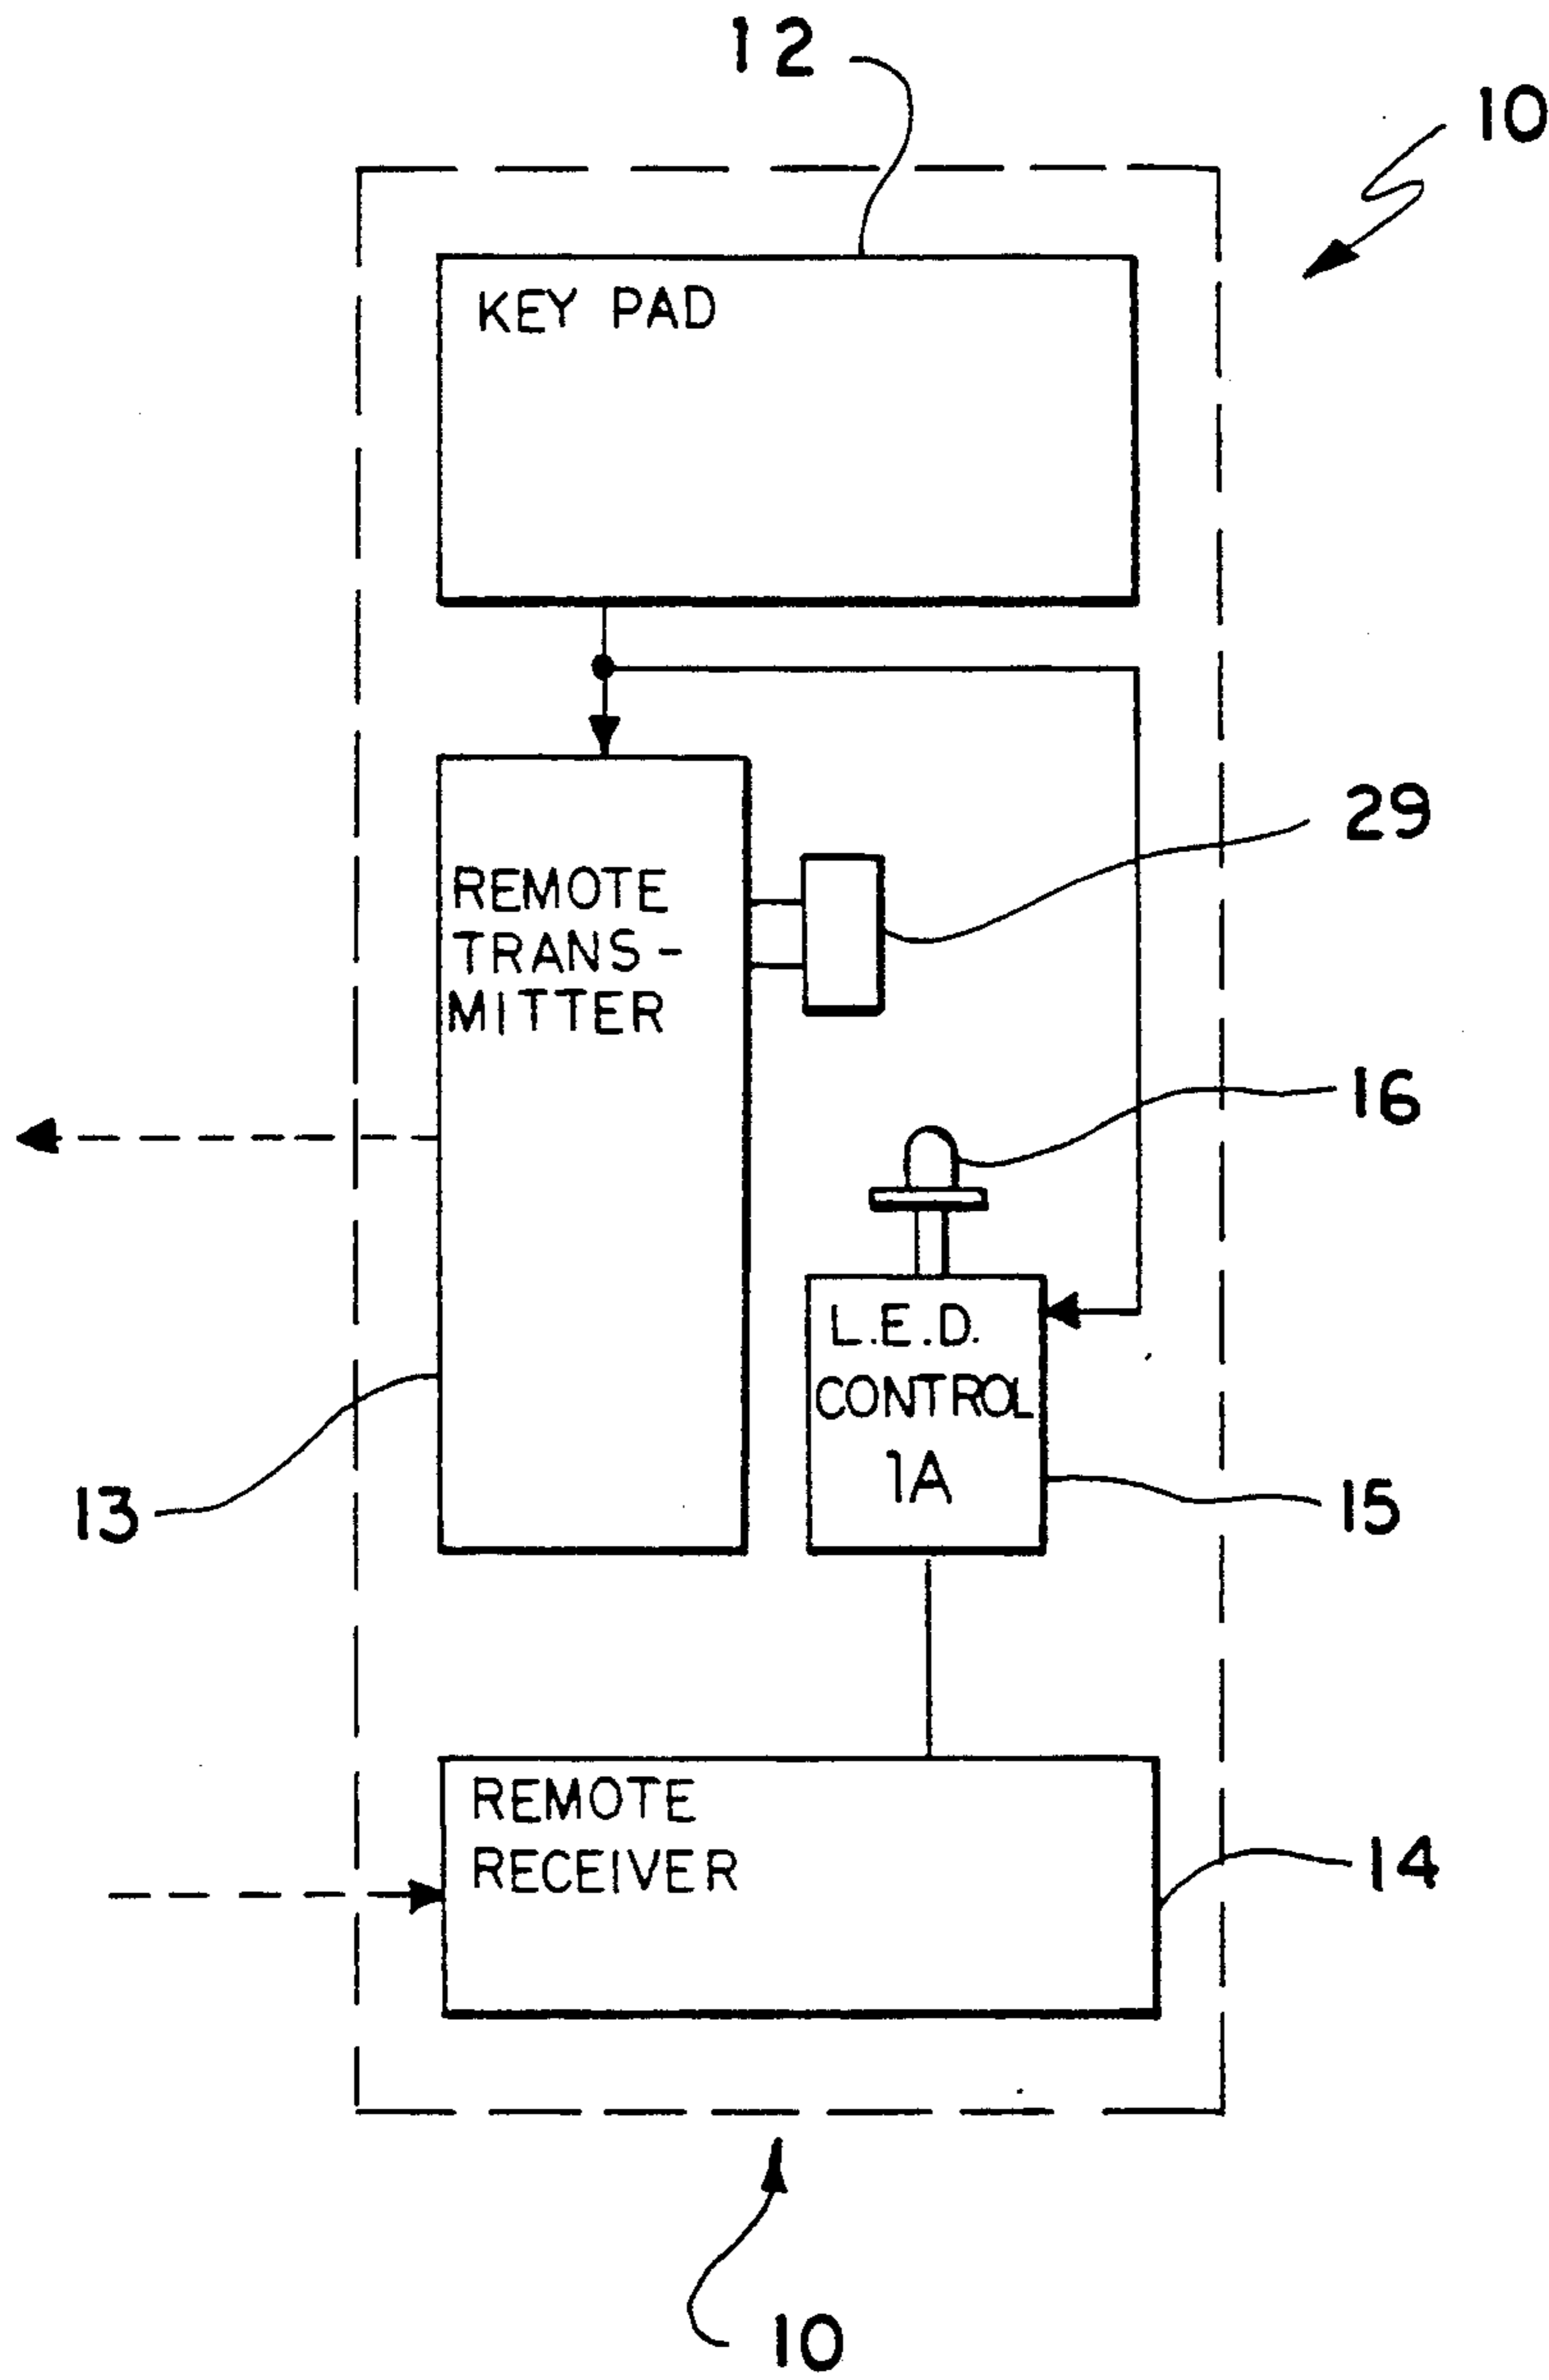 12
10
KEY PAD
29
REMOTE
TRANS-
MITTER
16
L.E.D.
CONTROL
1A
13
15
REMOTE
RECEIVER
14
10